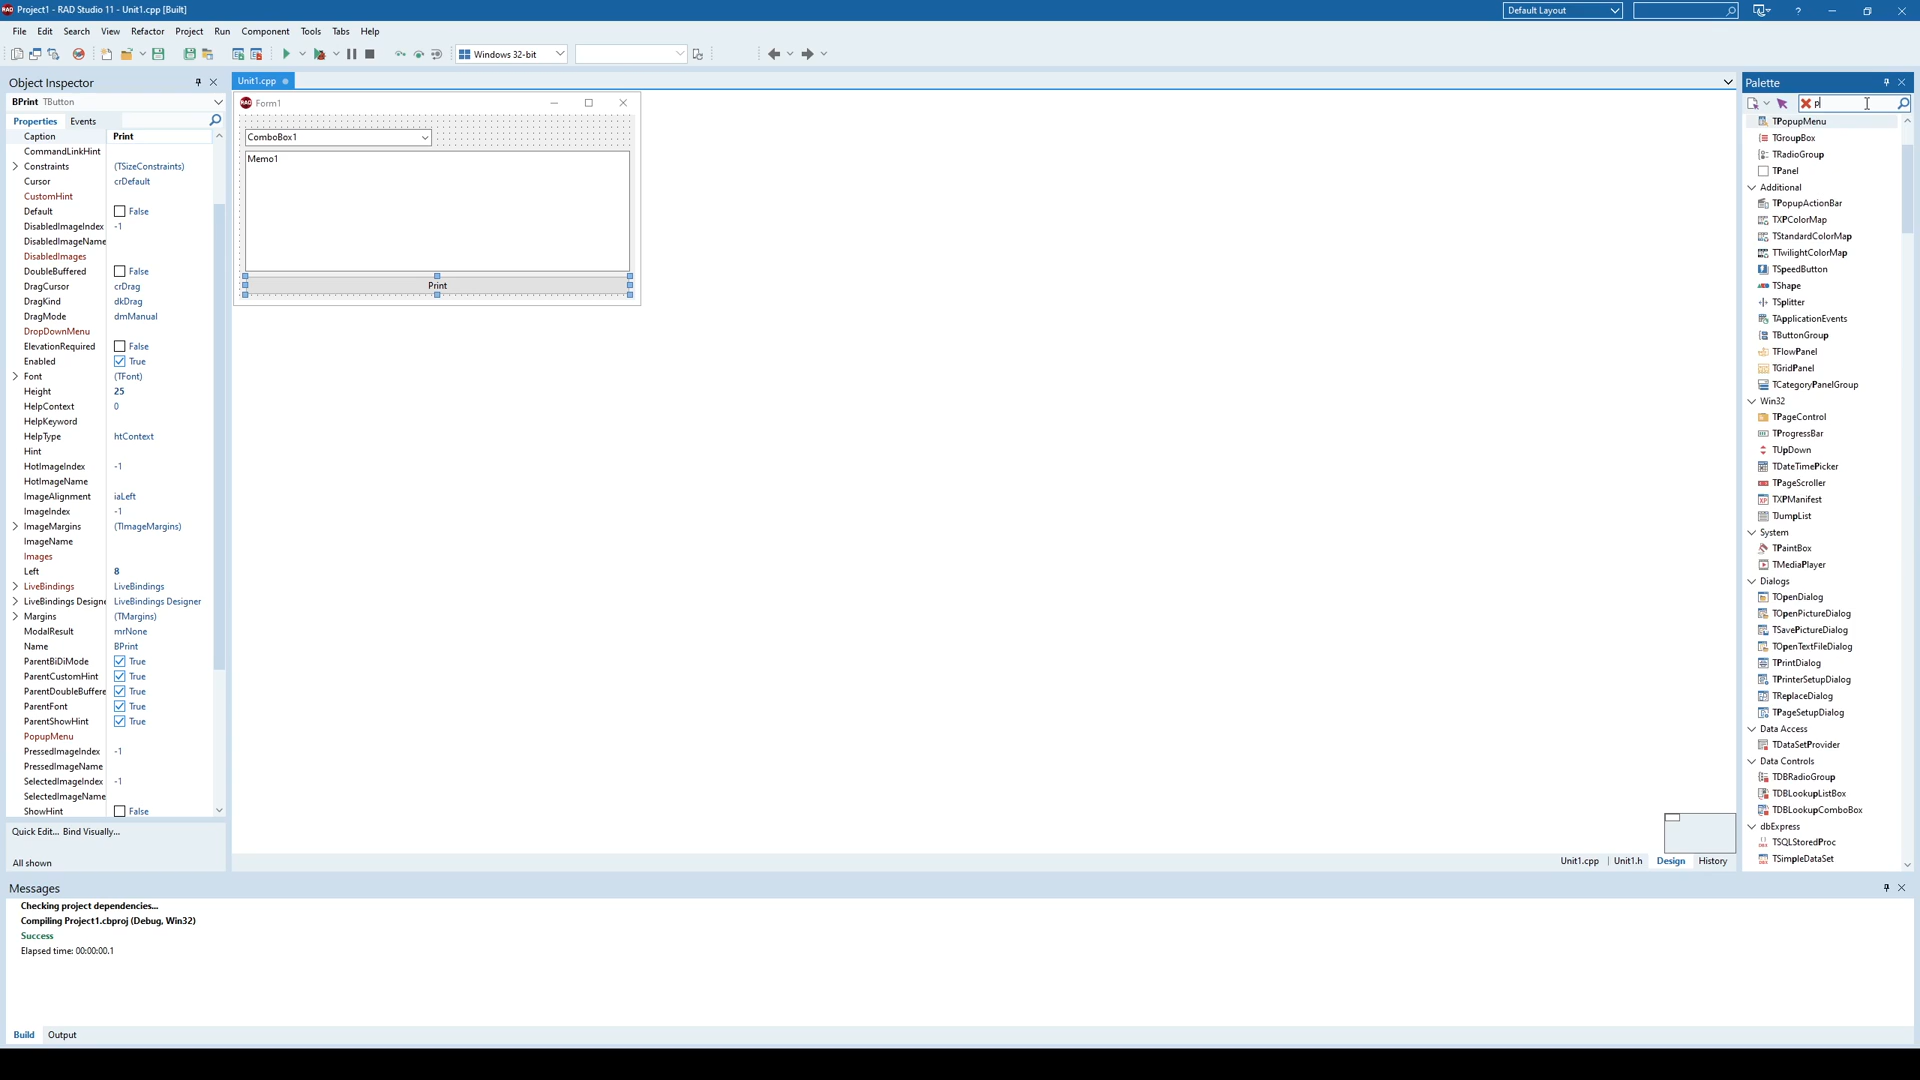 Project1 - RAD Studio 11 - Unit1.cpp [Built]
Default Layout
?
File Edit Search View Refactor Project Run Component Tools Tabs Help
Windows 32-bit
Object Inspector
BPrint TButton
Properties Events
Caption Print
CommandLinkHint
Constraints (TSizeConstraints)
Cursor crDefault
CustomHint
Default False
DisabledImageIndex -1
DisabledImageName
DisabledImages
DoubleBuffered False
DragCursor crDrag
DragKind dkDrag
DragMode dmManual
DropDownMenu
ElevationRequired False
Enabled True
Font (TFont)
Height 25
HelpContext 0
HelpKeyword
HelpType htContext
Hint
HotImageIndex -1
HotImageName
ImageAlignment iaLeft
ImageIndex -1
ImageMargins (TImageMargins)
ImageName
Images
Left 8
LiveBindings LiveBindings
LiveBindings Designe LiveBindings Designer
Margins (TMargins)
ModalResult mrNone
Name BPrint
ParentBiDiMode True
ParentCustomHint True
ParentDoubleBuffere True
ParentFont True
ParentShowHint True
PopupMenu
PressedImageIndex -1
PressedImageName
SelectedImageIndex -1
SelectedImageName
ShowHint False
Quick Edit... Bind Visually...
All shown
Unit1.cpp
Form1
ComboBox1
Memo1
Print
Unit1.cpp Unit1.h Design History
Palette
p
TPopupMenu
TGroupBox
TRadioGroup
TPanel
Additional
TPopupActionBar
TXPColorMap
TStandardColorMap
TTwilightColorMap
TSpeedButton
TShape
TSplitter
TApplicationEvents
TButtonGroup
TFlowPanel
TGridPanel
TCategoryPanelGroup
Win32
TPageControl
TProgressBar
TUpDown
TDateTimePicker
TPageScroller
TXPManifest
TJumpList
System
TPaintBox
TMediaPlayer
Dialogs
TOpenDialog
TOpenPictureDialog
TSavePictureDialog
TOpenTextFileDialog
TPrintDialog
TPrinterSetupDialog
TReplaceDialog
TPageSetupDialog
Data Access
TDataSetProvider
Data Controls
TDBRadioGroup
TDBLookupListBox
TDBLookupComboBox
dbExpress
TSQLStoredProc
TSimpleDataSet
Messages
Checking project dependencies...
Compiling Project1.cbproj (Debug, Win32)
Success
Elapsed time: 00:00:00.1
Build Output